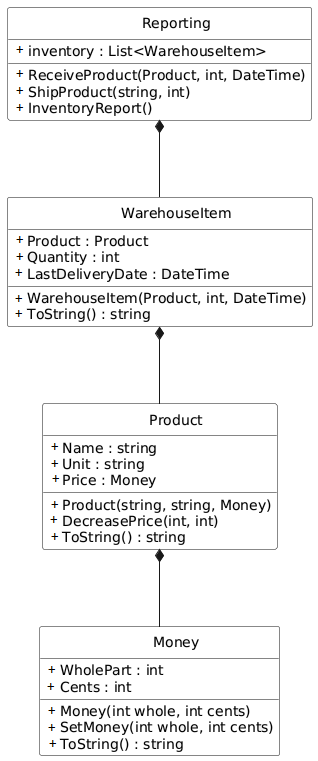 Reporting
+ inventory : List<WarehouseItem>
+ ReceiveProduct(Product, int, DateTime)
+ ShipProduct(string, int)
+ InventoryReport()
WarehouseItem
+ Product : Product
+ Quantity : int
+ LastDeliveryDate : DateTime
+ WarehouseItem(Product, int, DateTime)
+ ToString() : string
Product
+ Name : string
+ Unit : string
+ Price : Money
+ Product(string, string, Money)
+ DecreasePrice(int, int)
+ ToString() : string
Money
+ WholePart : int
+ Cents : int
+ Money(int whole, int cents)
+ SetMoney(int whole, int cents)
+ ToString() : string